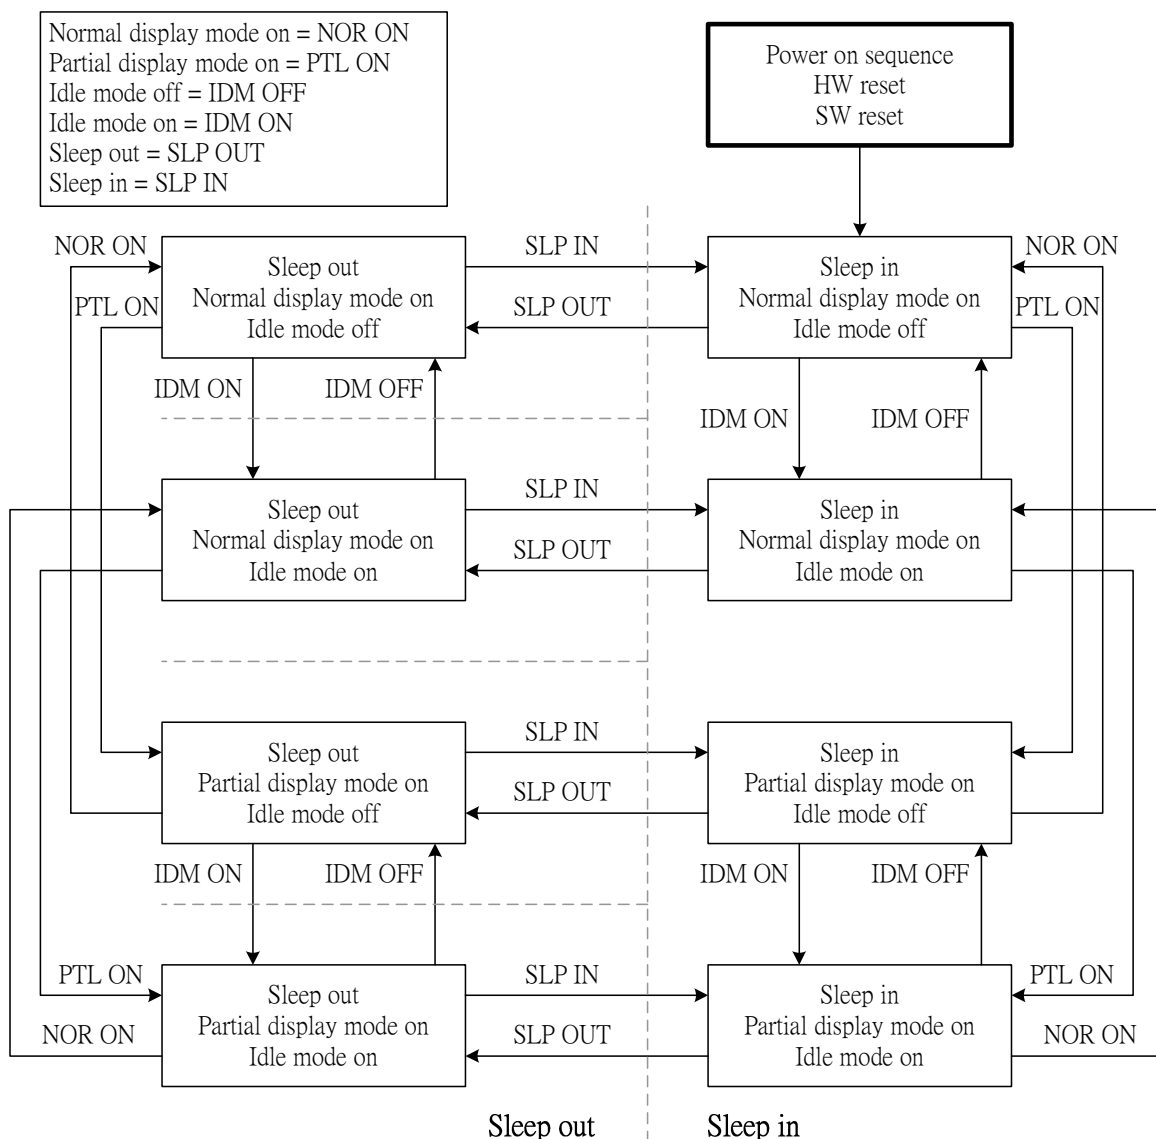 Normal display mode on = NOR ON
Partial display mode on = PTL ON
Idle mode off = IDM OFF
Idle mode on = IDM ON
Sleep out = SLP OUT
Sleep in = SLP IN
Power on sequence
HW reset
SW reset
NOR ON
PTL ON
Sleep out
Normal display mode on
Idle mode off
SLP IN
SLP OUT
Sleep in
Normal display mode on
Idle mode off
NOR ON
PTL ON
IDM ON
IDM OFF
IDM ON
IDM OFF
Sleep out
Normal display mode on
Idle mode on
SLP IN
SLP OUT
Sleep in
Normal display mode on
Idle mode on
Sleep out
Partial display mode on
Idle mode off
SLP IN
SLP OUT
Sleep in
Partial display mode on
Idle mode off
IDM ON
IDM OFF
IDM ON
IDM OFF
PTL ON
NOR ON
Sleep out
Partial display mode on
Idle mode on
SLP IN
SLP OUT
Sleep in
Partial display mode on
Idle mode on
PTL ON
NOR ON
Sleep out
Sleep in